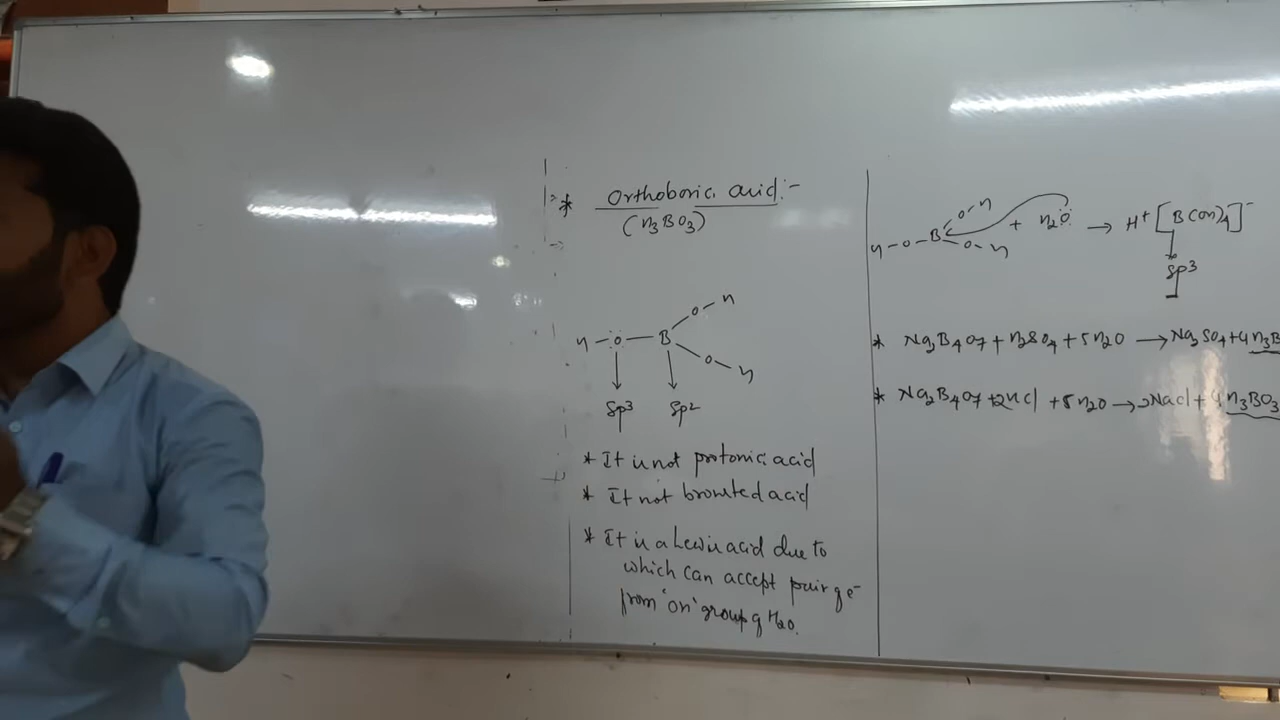 * Orthoboric acid:-
(H3BO3)
H-O-B
O-H
O-H
Sp3 Sp2
* It is not protonic acid
* It not bronsted acid
* It is a Lewis acid due to
which can accept pair of e-
from 'OH' group of H2O.
H-O-B
O-H
O-H
+ H2O: → H+ [B(OH)4]-
Sp3
* Na2B4O7 + H2SO4 + 5H2O → Na2SO4 + 4H3B
* Na2B4O7 + 2HCl + 5H2O → 2NaCl + 4H3BO3